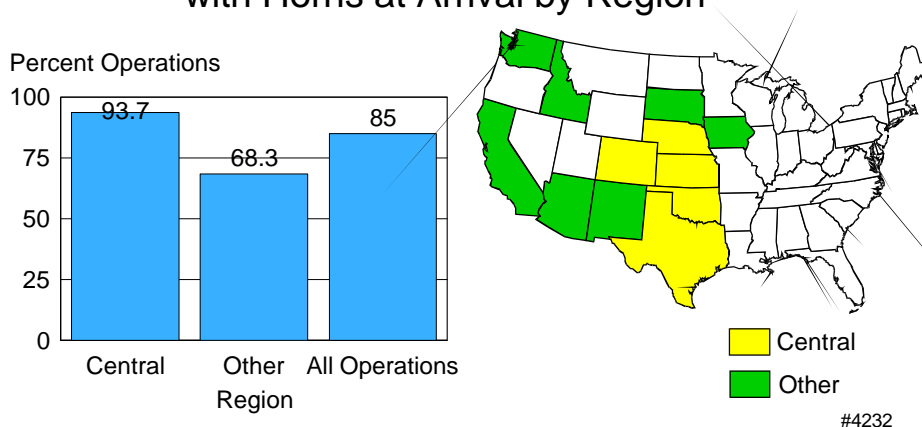 with Horns at Arrival by Region
Percent Operations
100
75
50
25
0
93.7
68.3
85
Central
Other
All Operations
Region
Central
Other
#4232